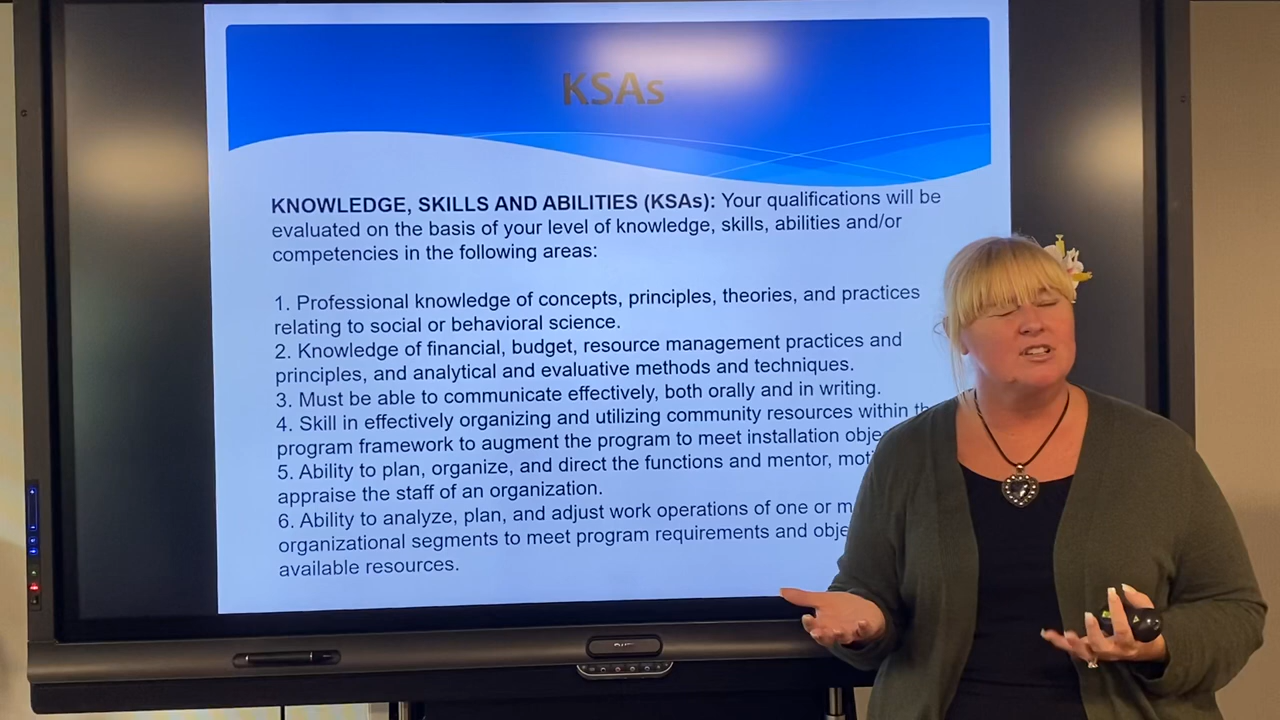 KSAs
KNOWLEDGE, SKILLS AND ABILITIES (KSAs): Your qualifications will be
evaluated on the basis of your level of knowledge, skills, abilities and/or
competencies in the following areas:
1. Professional knowledge of concepts, principles, theories, and practices
relating to social or behavioral science.
2. Knowledge of financial, budget, resource management practices and
principles, and analytical and evaluative methods and techniques.
3. Must be able to communicate effectively, both orally and in writing.
4. Skill in effectively organizing and utilizing community resources within
program framework to augment the program to meet installation
5. Ability to plan, organize, and direct the functions and mentor,
appraise the staff of an organization.
6. Ability to analyze, plan, and adjust work operations of one or
organizational segments to meet program requirements and
available resources.